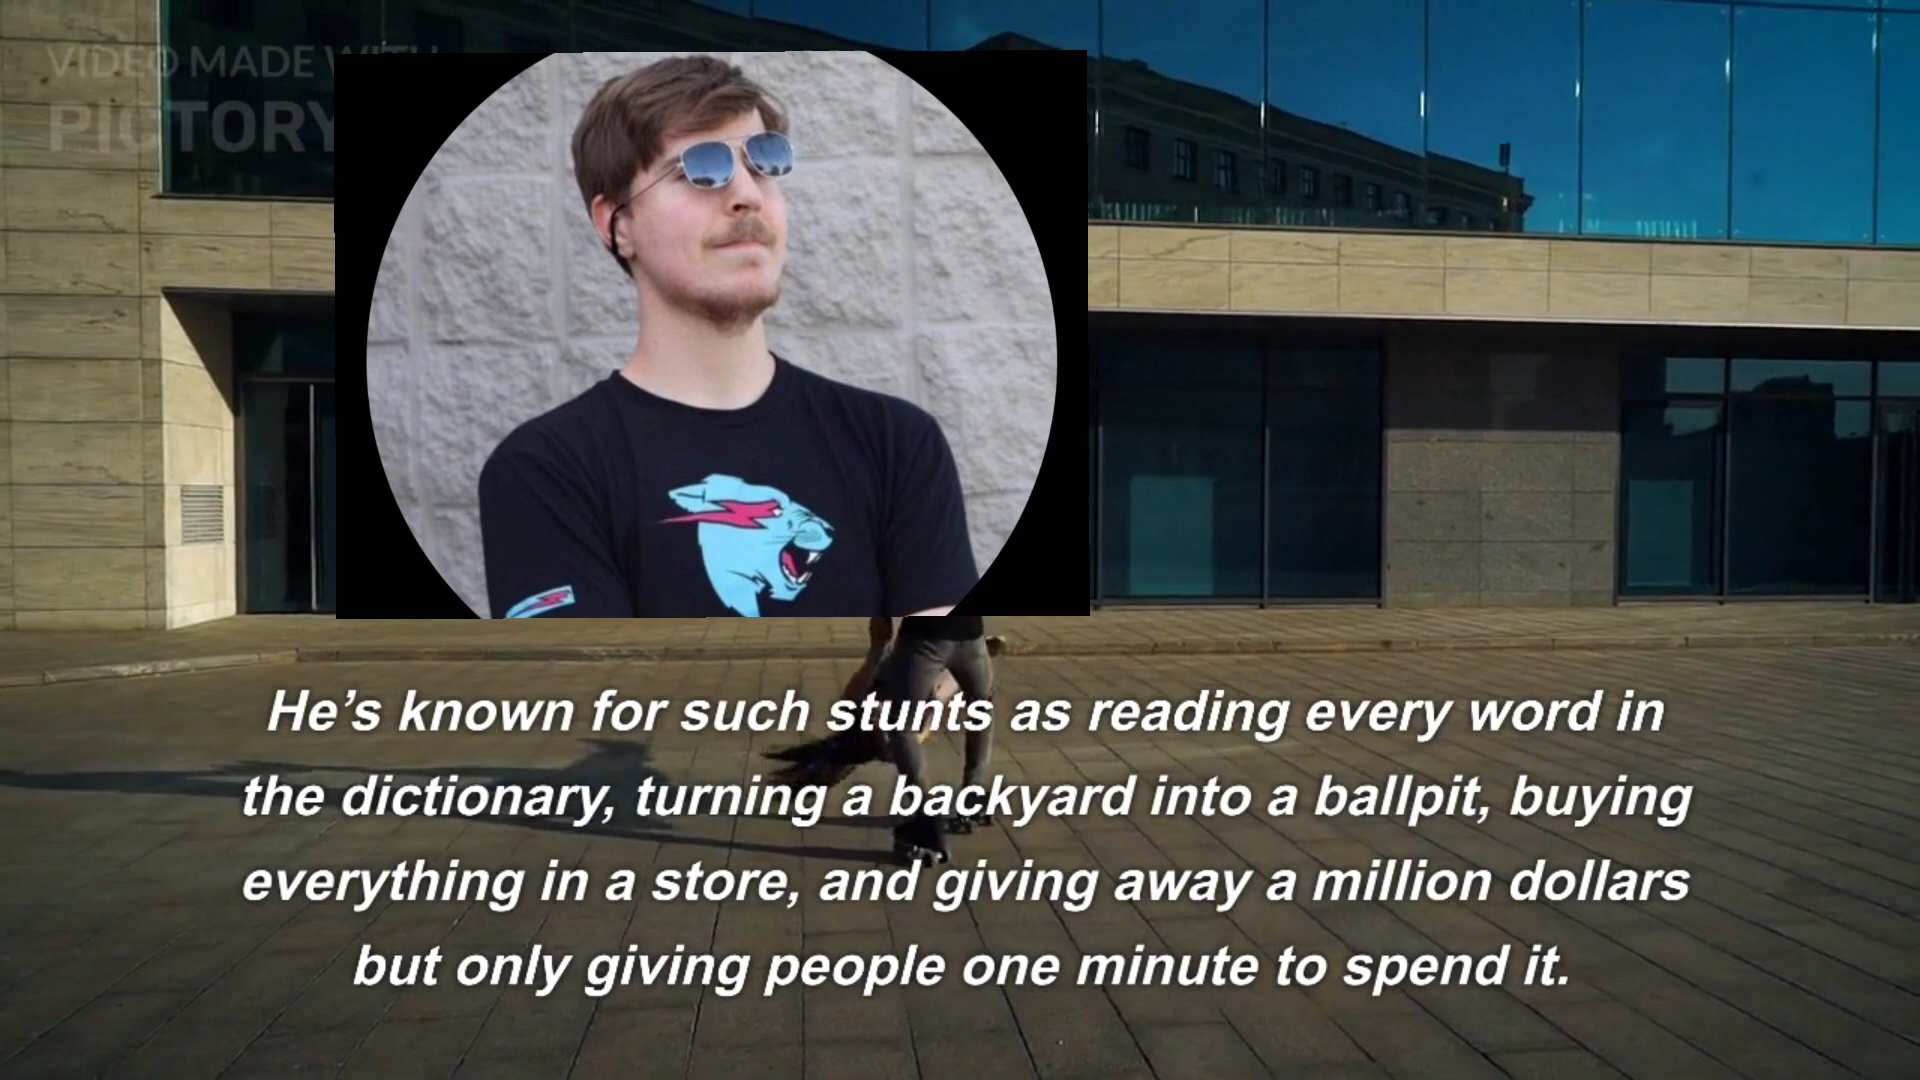 VIDEO MADE WITH
PICTORY
He’s known for such stunts as reading every word in
the dictionary, turning a backyard into a ballpit, buying
everything in a store, and giving away a million dollars
but only giving people one minute to spend it.